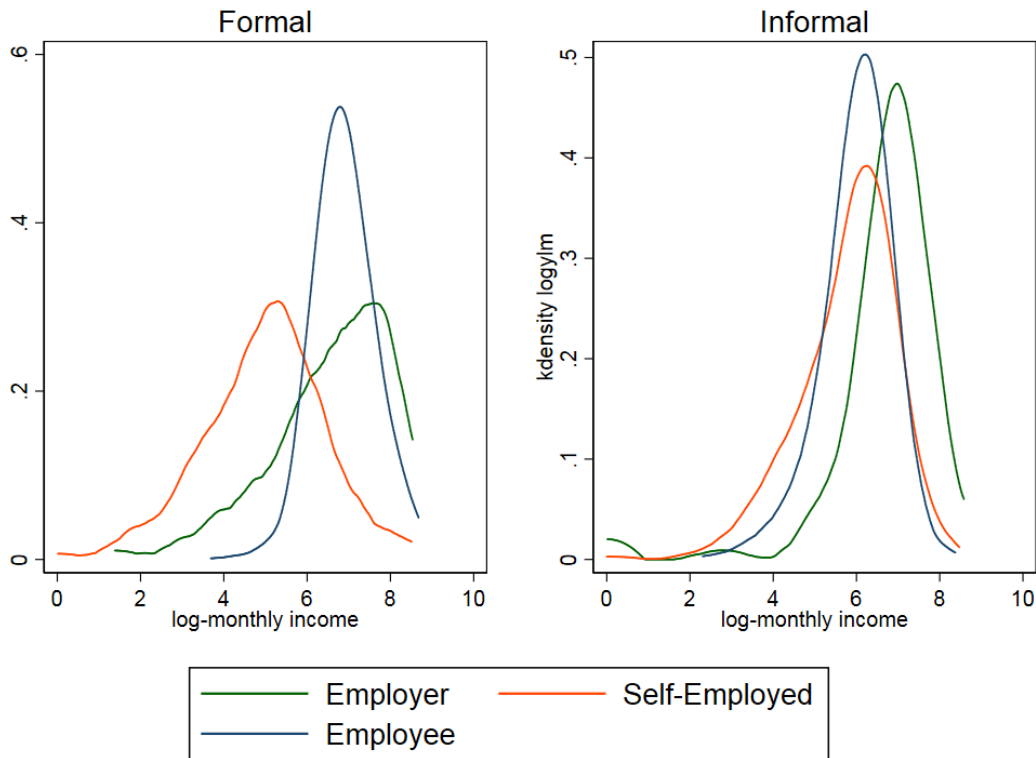 Formal
.6
.4
.2
0
0 2 4 6 8 10
log-monthly income
Informal
kdensity logylm
.5
.4
.3
.2
.1
0
0 2 4 6 8 10
log-monthly income
Employer
Self-Employed
Employee